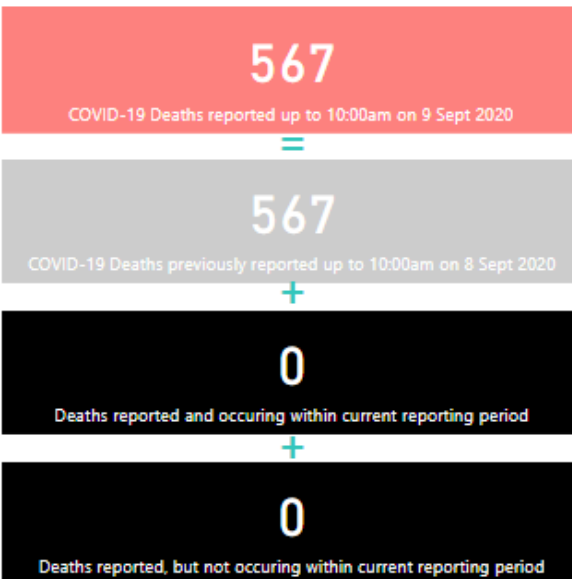 567
COVID-19 Deaths reported up to 10:00am on 9 Sept 2020
=
567
COVID-19 Deaths previously reported up to 10:00am on 8 Sept 2020
+
0
Deaths reported and occuring within current reporting period
+
0
Deaths reported, but not occuring within current reporting period